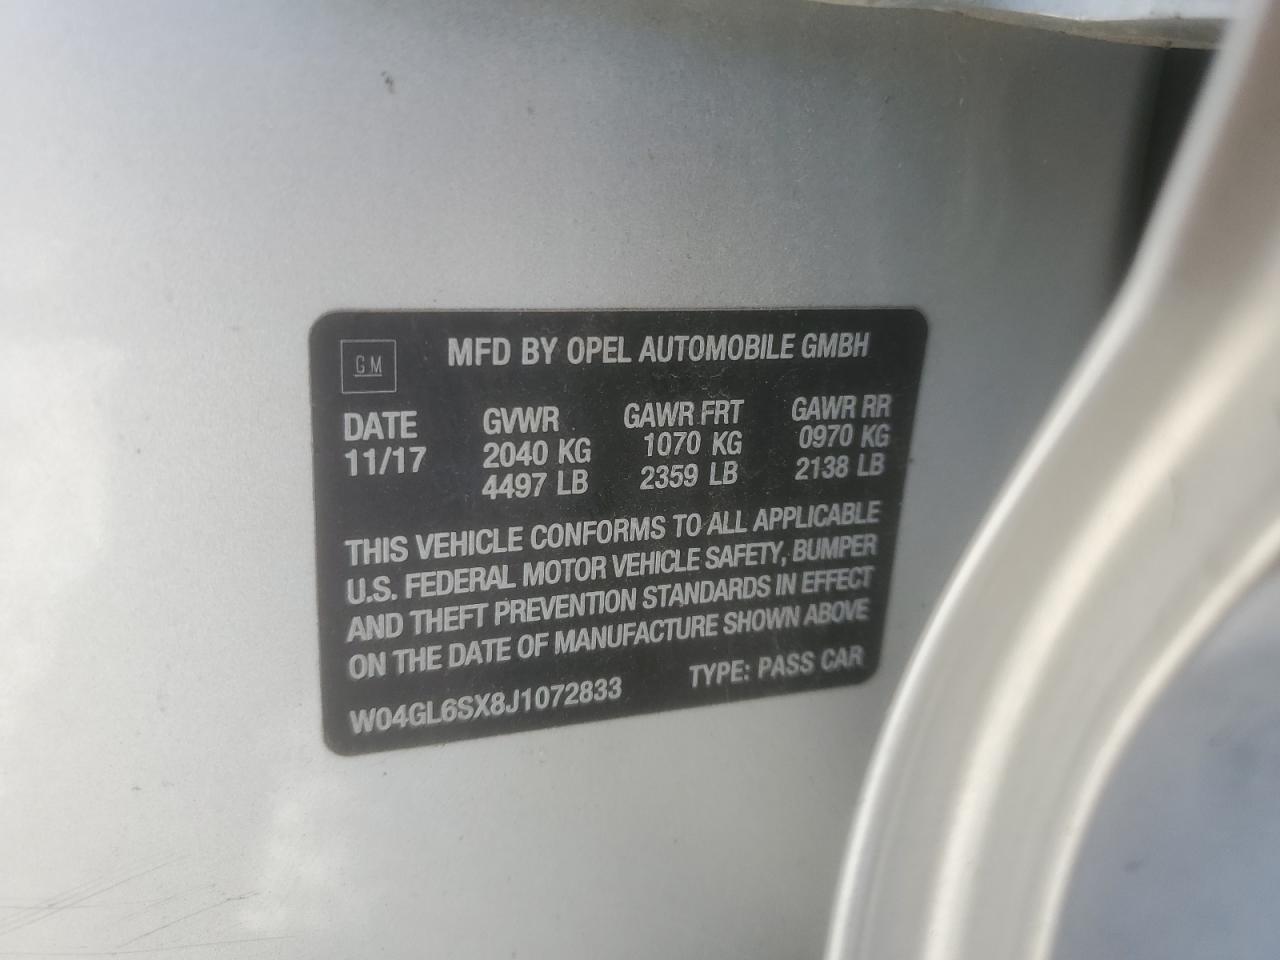 GM
MFD BY OPEL AUTOMOBILE GMBH
DATE GVWR GAWR FRT GAWR RR
11/17 2040 KG 1070 KG 0970 KG
4497 LB 2359 LB 2138 LB
THIS VEHICLE CONFORMS TO ALL APPLICABLE
U.S. FEDERAL MOTOR VEHICLE SAFETY, BUMPER
AND THEFT PREVENTION STANDARDS IN EFFECT
ON THE DATE OF MANUFACTURE SHOWN ABOVE
W04GL6SX8J1072833 TYPE: PASS CAR